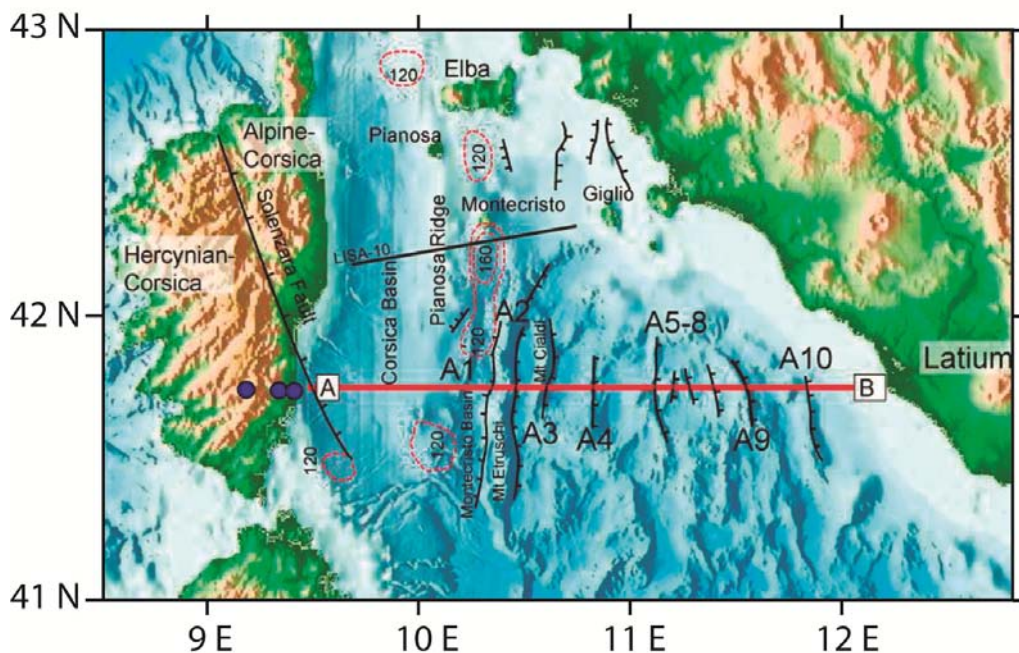 43 N
120
Elba
Alpine-
Corsica
Pianosa
120
Solenzara Fault
Giglio
Montecristo
Hercynian-
Corsica
LISA-10
Corsica Basin
Pianosa Ridge
160
42 N
A2
120
Mt Cialdi
A5-8
A1
A10
Latium
A
B
120
120
Montecristo Basin
Mt Etruschi
A3
A4
A9
41 N
9 E
10 E
11 E
12 E